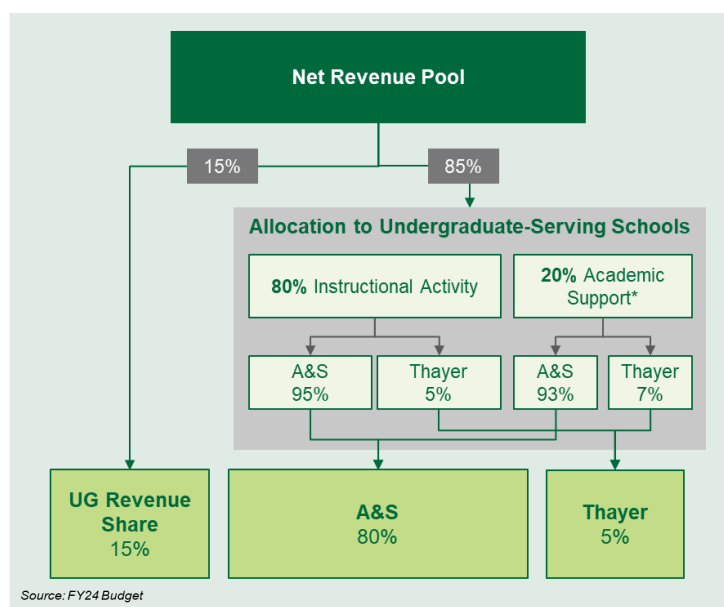 Net Revenue Pool
15%
85%
Allocation to Undergraduate-Serving Schools
80% Instructional Activity
20% Academic
Support*
A&S
95%
Thayer
5%
A&S
93%
Thayer
7%
UG Revenue
Share
15%
A&S
80%
Thayer
5%
Source: FY24 Budget